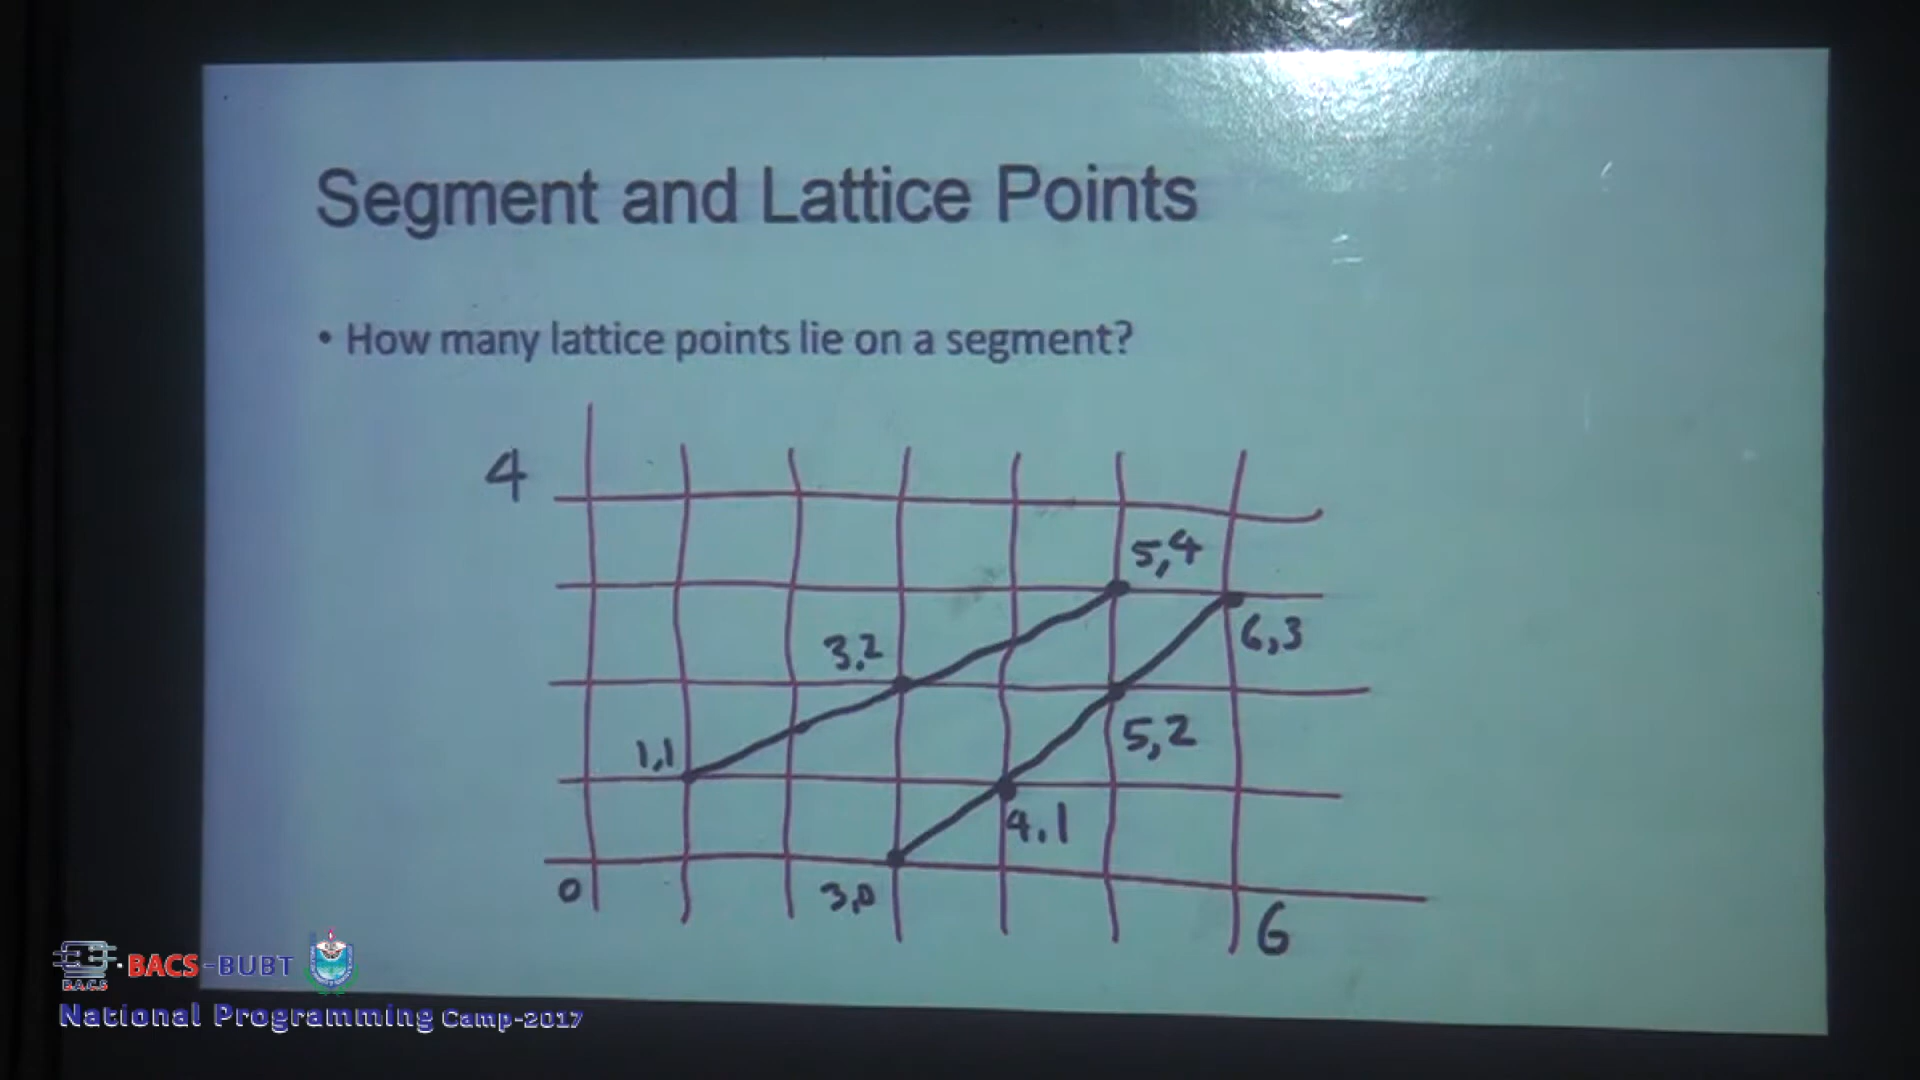 Segment and Lattice Points
• How many lattice points lie on a segment?
4
5,4
3,2
6,3
1,1
5,2
4,1
0
3,0
6
B.A.C.S
BACS-BUBT
National Programming Camp-2017